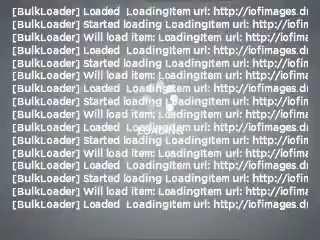 [BulkLoader] Loaded LoadingItem url: http://iofimages.d
[BulkLoader] Started loading LoadingItem url: http://iofin
[BulkLoader] Will load item: LoadingItem url: http://iofima
[BulkLoader] Loaded LoadingItem url: http://iofimages.d
[BulkLoader] Started loading LoadingItem url: http://iofin
[BulkLoader] Will load item: LoadingItem url: http://iofima
[BulkLoader] Loaded LoadingItem url: http://iofimages.d
[BulkLoader] Started loading LoadingItem url: http://iofin
[BulkLoader] Will load item: LoadingItem url: http://iofima
[BulkLoader] Loaded LoadingItem url: http://iofimages.d
[BulkLoader] Started loading LoadingItem url: http://iofin
[BulkLoader] Will load item: LoadingItem url: http://iofima
[BulkLoader] Loaded LoadingItem url: http://iofimages.d
[BulkLoader] Started loading LoadingItem url: http://iofin
[BulkLoader] Will load item: LoadingItem url: http://iofima
[BulkLoader] Loaded LoadingItem url: http://iofimages.d